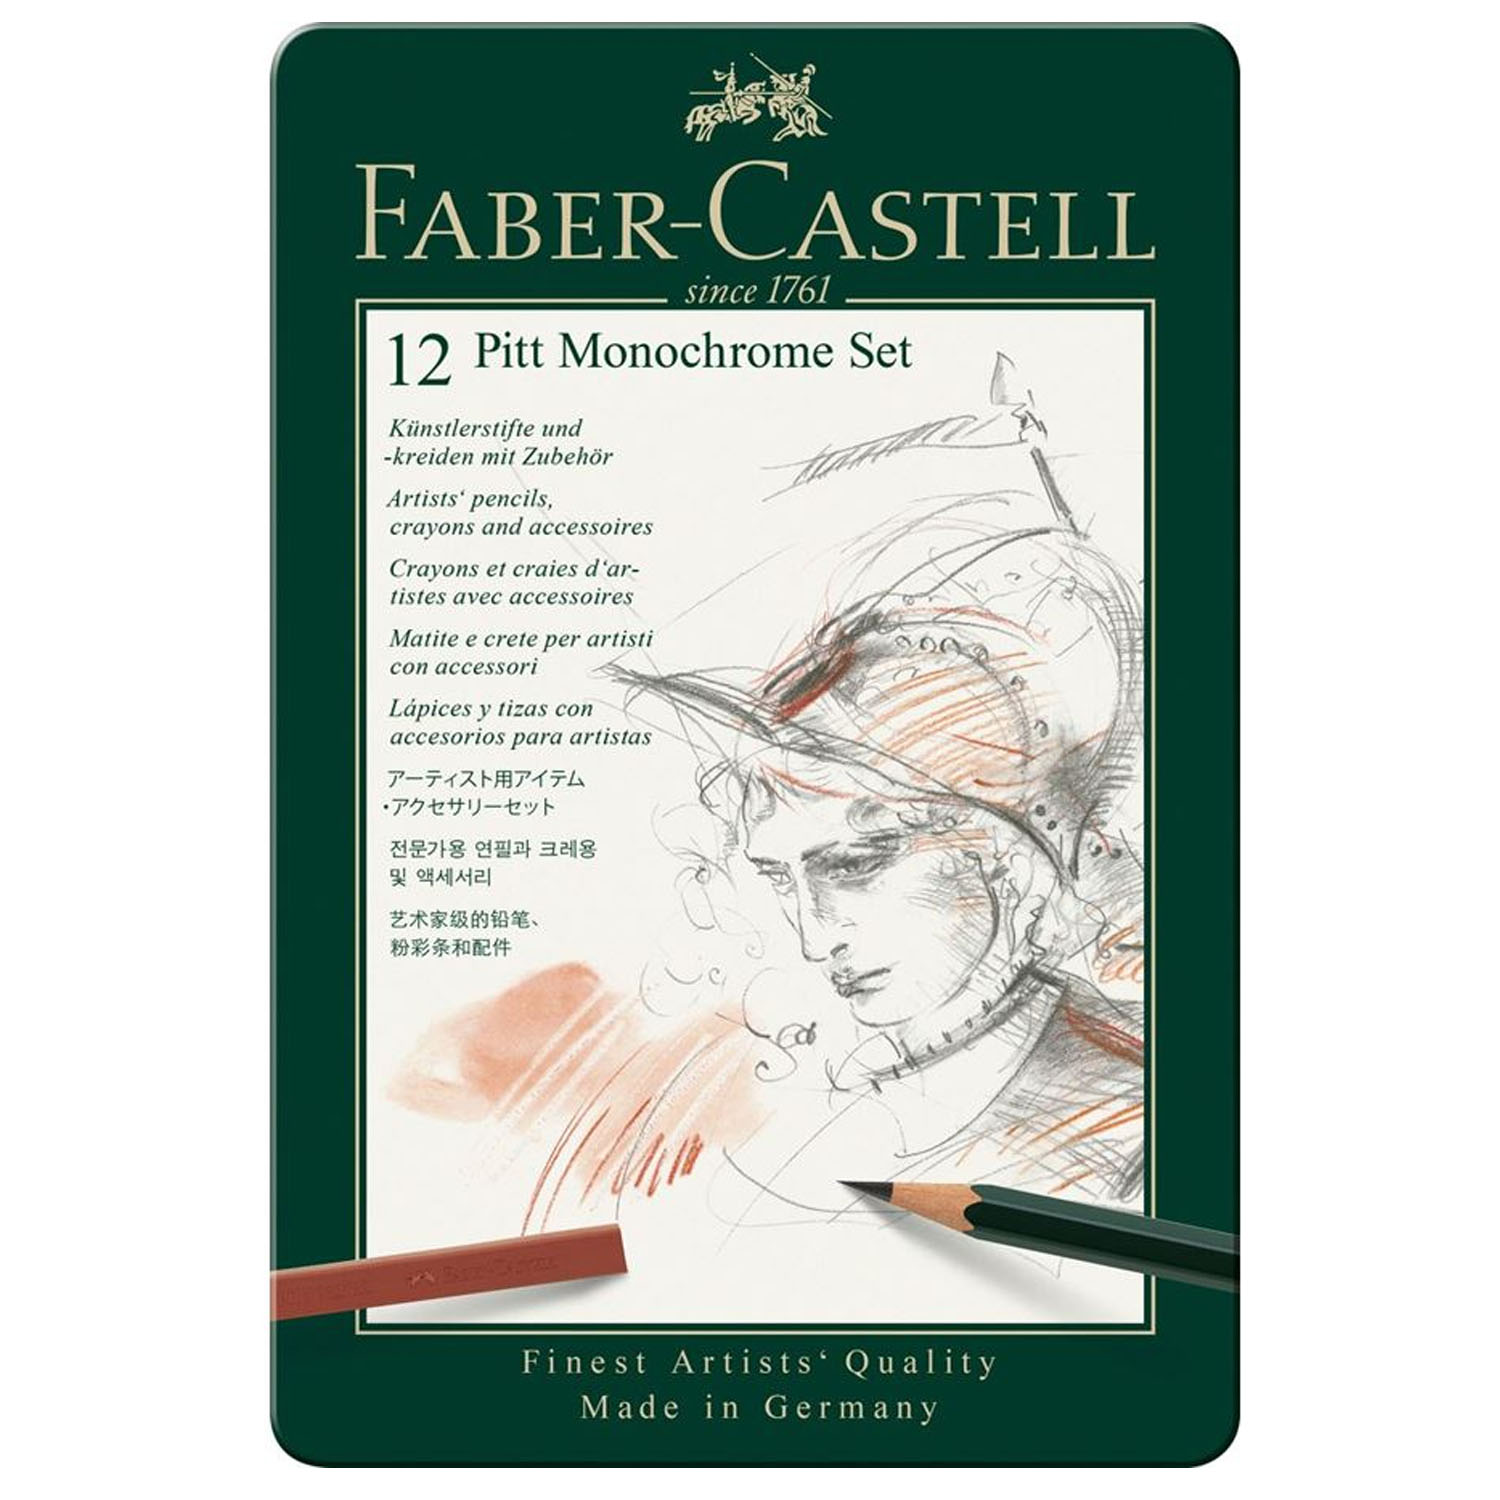 FABER-CASTELL
since 1761
12 Pitt Monochrome Set
Künstlerstifte und
-kreiden mit Zubehör
Artists‘ pencils,
crayons and accessoires
Crayons et craies d‘ar-
tistes avec accessoires
Matite e crete per artisti
con accessori
Lápices y tizas con
accesorios para artistas
アーティスト用アイテム
・アクセサリーセット
전문가용 연필과 크레용
및 액세서리
艺术家级的铅笔、
粉彩条和配件
Finest Artists‘ Quality
Made in Germany